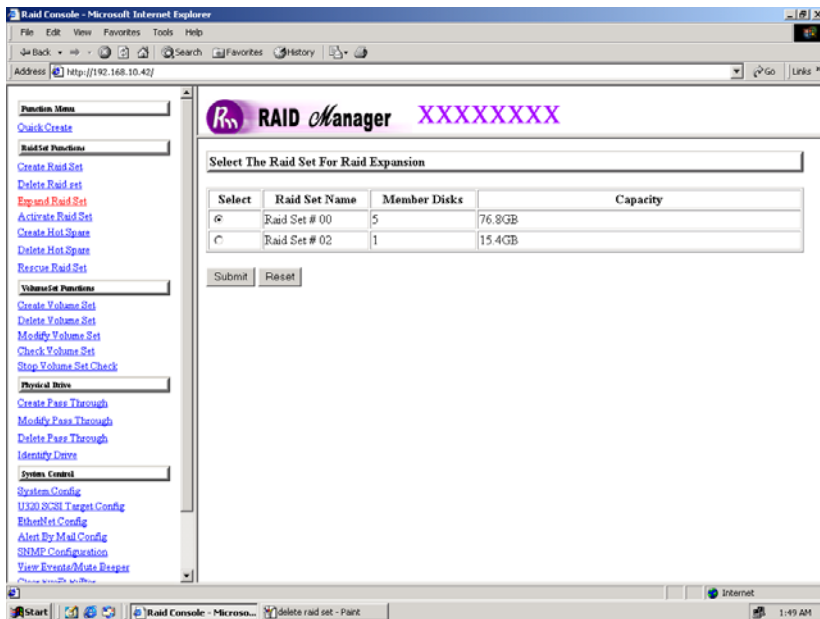 Raid Console - Microsoft Internet Explorer
File Edit View Favorites Tools Help
Back Search Favorites History
Address http://192.168.10.42/ Go Links »
Function Menu
Quick Create
RaidSet Functions
Create Raid Set
Delete Raid set
Expand Raid Set
Activate Raid Set
Create Hot Spare
Delete Hot Spare
Rescue Raid Set
VolumeSet Functions
Create Volume Set
Delete Volume Set
Modify Volume Set
Check Volume Set
Stop Volume Set Check
Physical Drive
Create Pass Through
Modify Pass Through
Delete Pass Through
Identify Drive
System Control
System Config
U320 SCSI Target Config
EtherNet Config
Alert By Mail Config
SNMP Configuration
View Events/Mute Beeper
Rm RAID Manager XXXXXXXX
Select The Raid Set For Raid Expansion
Select Raid Set Name Member Disks Capacity
Raid Set # 00 5 76.8GB
Raid Set # 02 1 15.4GB
Submit Reset
Internet
Start Raid Console - Microso... delete raid set - Paint 1:49 AM